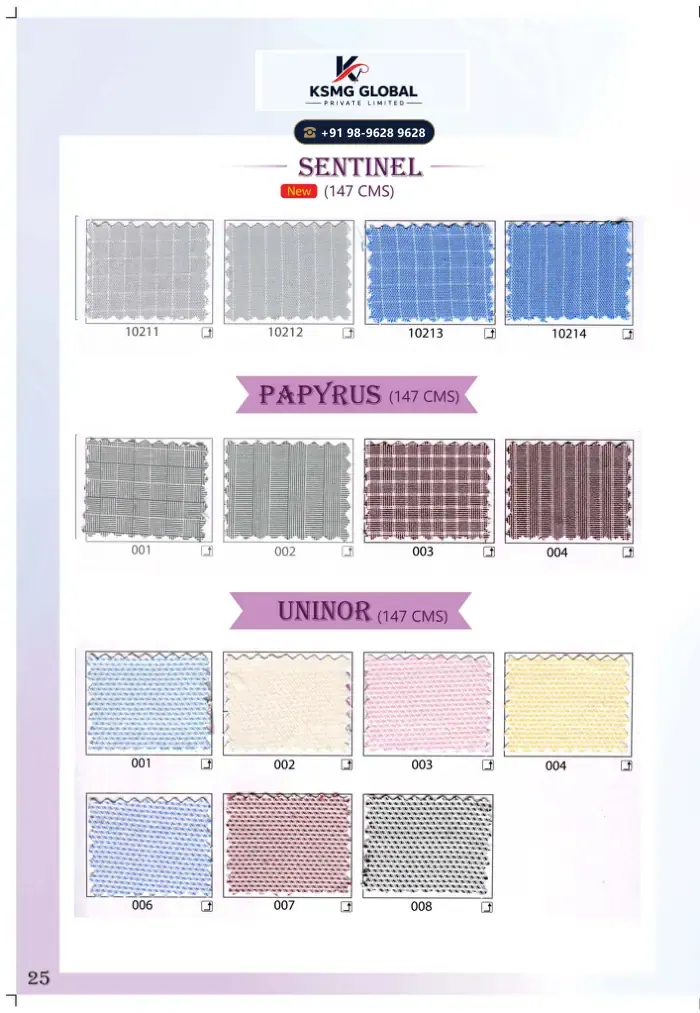 KSMG GLOBAL
PRIVATE LIMITED
+91 98-9628 9628
SENTINEL
New (147 CMS)
10211 10212 10213 10214
PAPYRUS (147 CMS)
001 002 003 004
UNINOR (147 CMS)
001 002 003 004
006 007 008
25